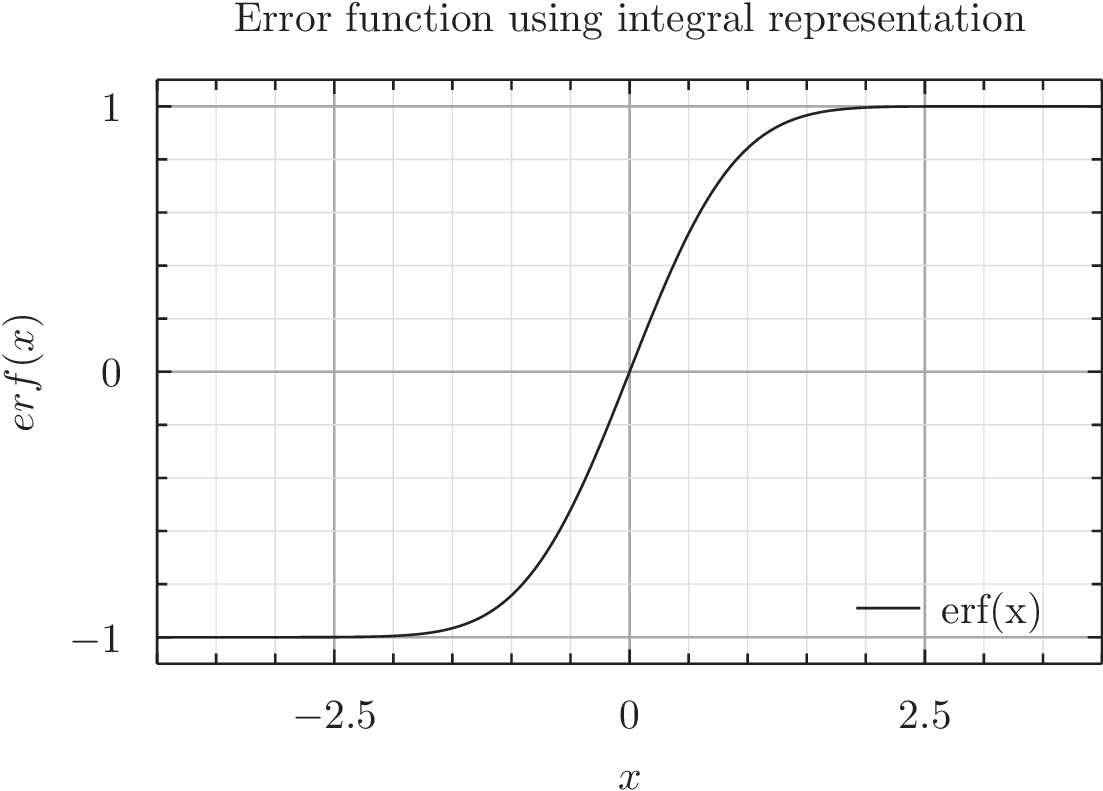 Error function using integral representation
1
0
−1
erf(x)
erf(x)
−2.5
0
2.5
x